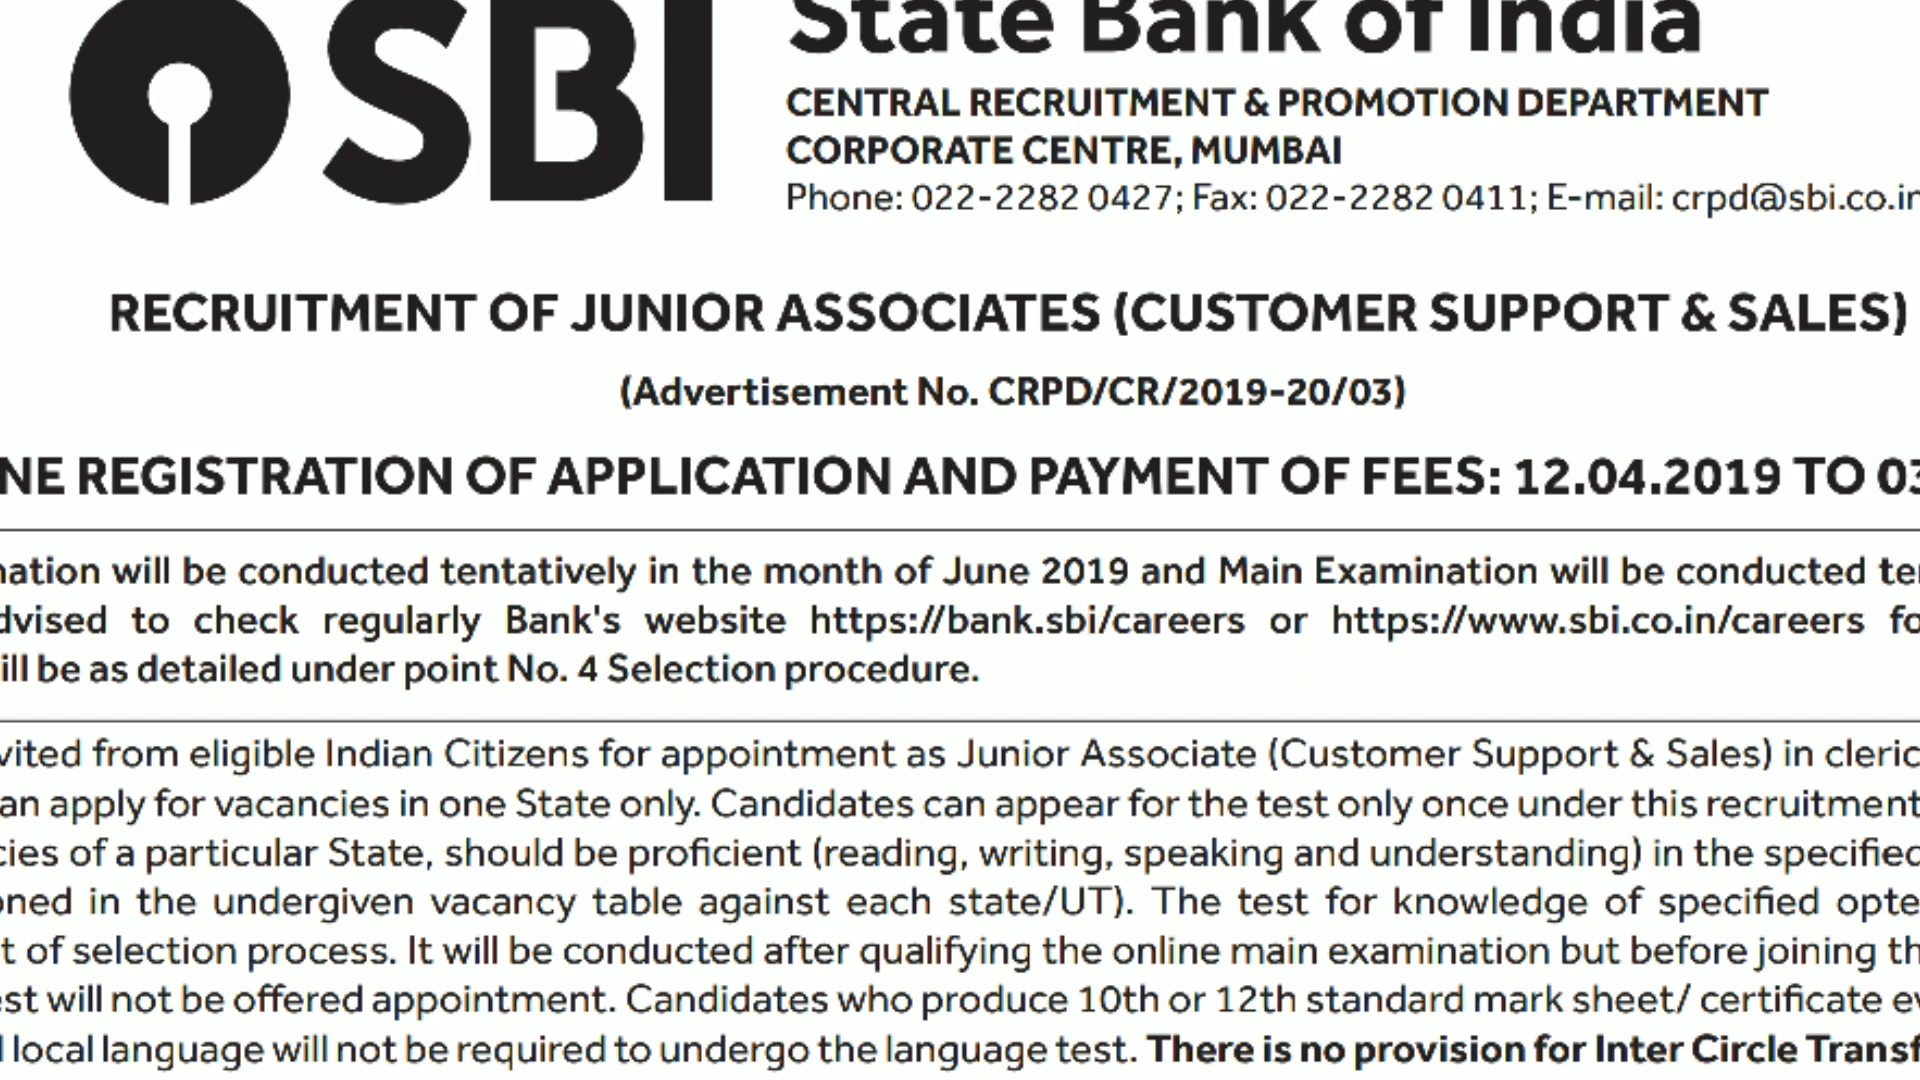 SBI
State Bank of India
CENTRAL RECRUITMENT & PROMOTION DEPARTMENT
CORPORATE CENTRE, MUMBAI
Phone: 022-2282 0427; Fax: 022-2282 0411; E-mail: crpd@sbi.co.in
RECRUITMENT OF JUNIOR ASSOCIATES (CUSTOMER SUPPORT & SALES)
(Advertisement No. CRPD/CR/2019-20/03)
NE REGISTRATION OF APPLICATION AND PAYMENT OF FEES: 12.04.2019 TO 03
nation will be conducted tentatively in the month of June 2019 and Main Examination will be conducted te
dvised to check regularly Bank's website https://bank.sbi/careers or https://www.sbi.co.in/careers fo
ill be as detailed under point No. 4 Selection procedure.
vited from eligible Indian Citizens for appointment as Junior Associate (Customer Support & Sales) in cleric
an apply for vacancies in one State only. Candidates can appear for the test only once under this recruitment
cies of a particular State, should be proficient (reading, writing, speaking and understanding) in the specified
oned in the undergiven vacancy table against each state/UT). The test for knowledge of specified opte
t of selection process. It will be conducted after qualifying the online main examination but before joining th
est will not be offered appointment. Candidates who produce 10th or 12th standard mark sheet/ certificate ev
l local language will not be required to undergo the language test. There is no provision for Inter Circle Transf